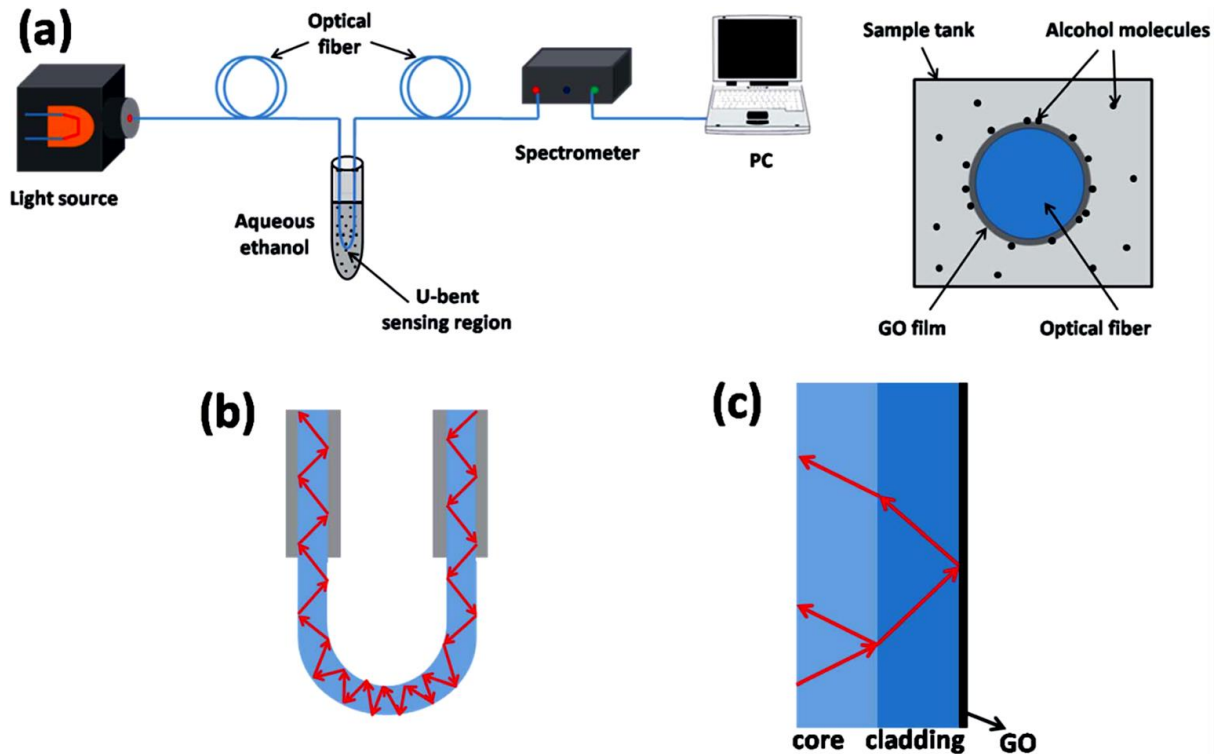 (a)
Optical
fiber
Light source
Aqueous
ethanol
U-bent
sensing region
Spectrometer
PC
Sample tank
Alcohol molecules
GO film
Optical fiber
(b)
(c)
core
cladding
GO